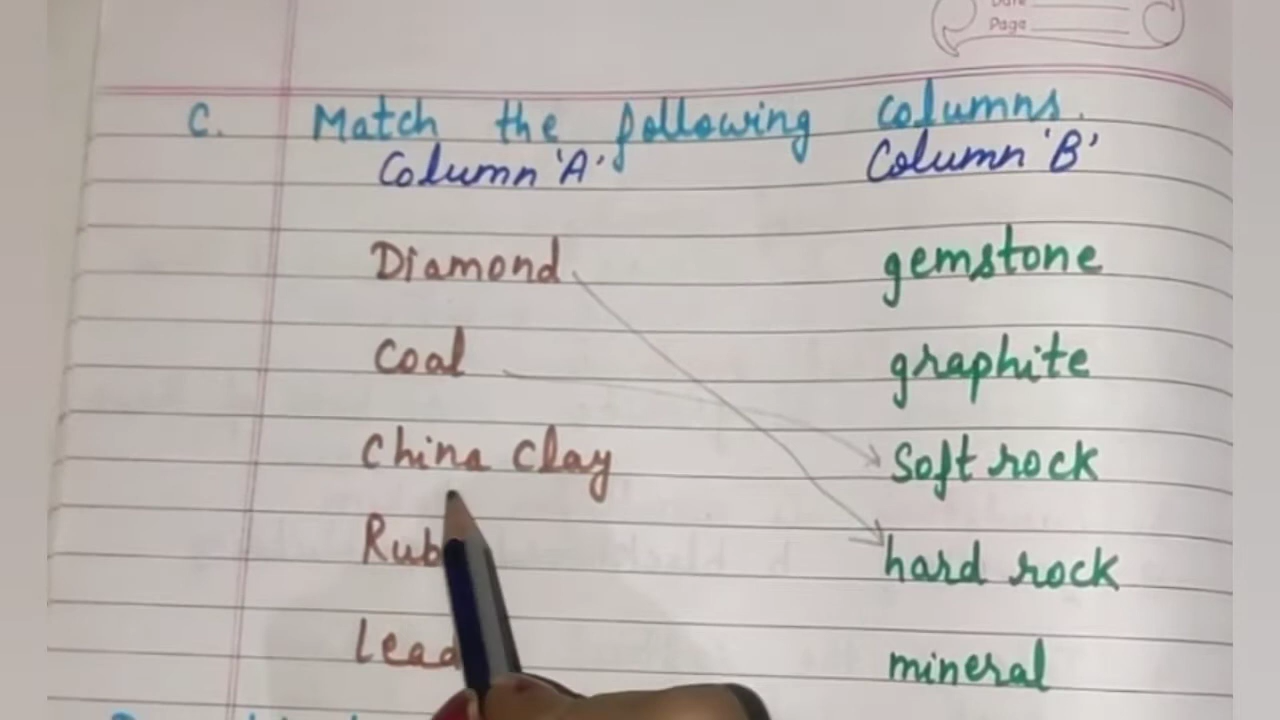 Page
C. Match the following columns.
Column 'A' Column 'B'
Diamond gemstone
Coal graphite
China Clay Soft rock
hard rock
mineral